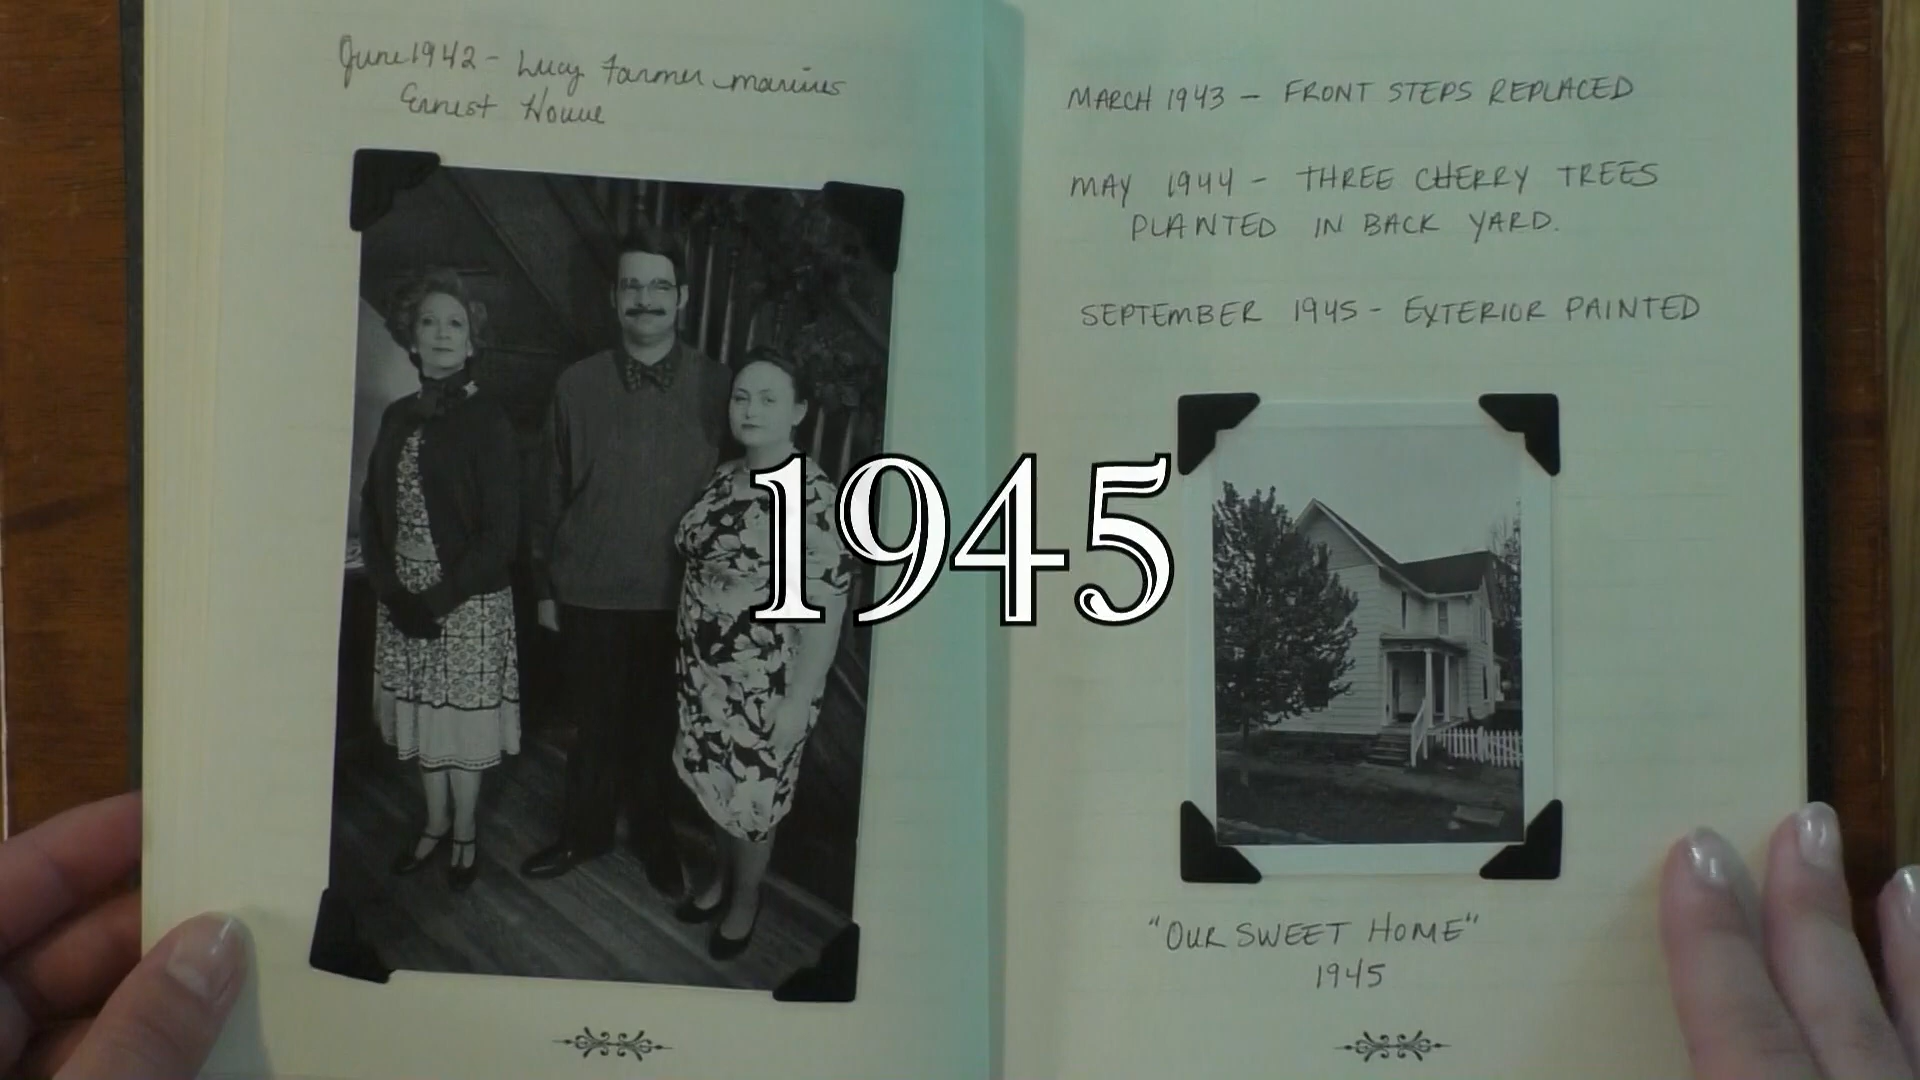 June 1942 - Lucy Farmer marries
Ernest Howe
MARCH 1943 - FRONT STEPS REPLACED
MAY 1944 - THREE CHERRY TREES
PLANTED IN BACK YARD.
SEPTEMBER 1945 - EXTERIOR PAINTED
1945
"OUR SWEET HOME"
1945